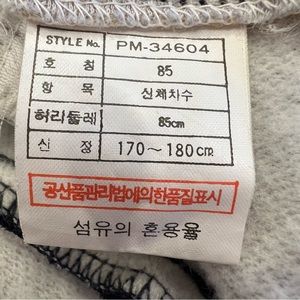 STYLE No. PM-34604
호 칭 85
항 목 신체차수
허리둘레 85cm
신 장 170~180cm
공산품관리법에의한품질표시
섬유의 혼용율